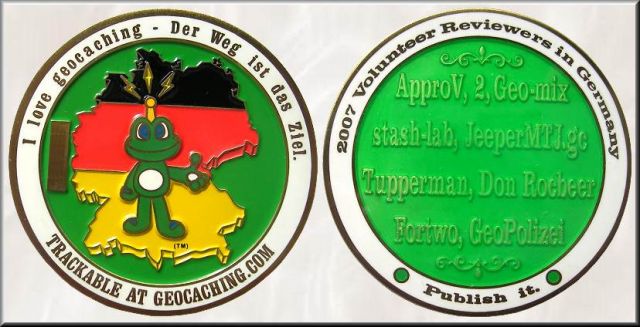 I love geocaching - Der Weg ist das Ziel.
(TM)
TRACKABLE AT GEOCACHING.COM
2007 Volunteer Reviewers in Germany
ApproV, 2, Geo-mix
stash-lab, JeeperMTJ.gc
Tupperman, Don Rocbeer
Fortwo, GeoPolizei
Publish it.